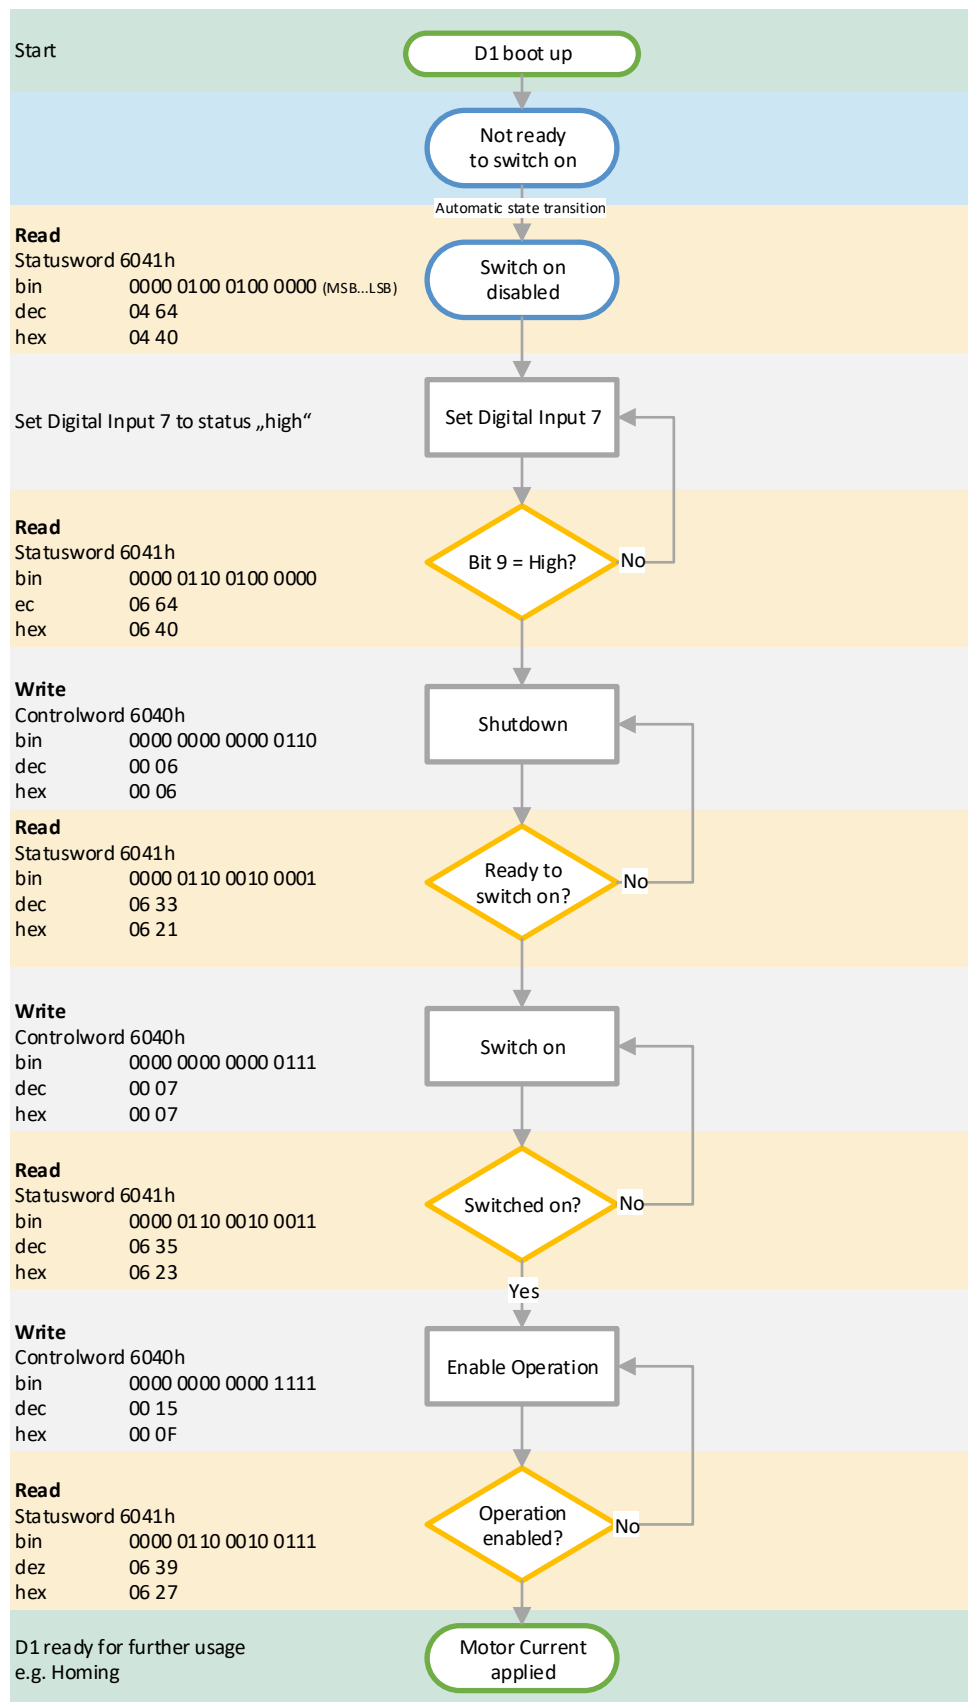 Start
D1 boot up
Not ready
to switch on
Automatic state transition
Read
Statusword 6041h
bin 0000 0100 0100 0000 (MSB...LSB)
dec 04 64
hex 04 40
Switch on
disabled
Set Digital Input 7 to status „high“
Set Digital Input 7
Read
Statusword 6041h
bin 0000 0110 0100 0000
ec 06 64
hex 06 40
Bit 9 = High?
No
Write
Controlword 6040h
bin 0000 0000 0000 0110
dec 00 06
hex 00 06
Shutdown
Read
Statusword 6041h
bin 0000 0110 0010 0001
dec 06 33
hex 06 21
Ready to
switch on?
No
Write
Controlword 6040h
bin 0000 0000 0000 0111
dec 00 07
hex 00 07
Switch on
Read
Statusword 6041h
bin 0000 0110 0010 0011
dec 06 35
hex 06 23
Switched on?
No
Yes
Write
Controlword 6040h
bin 0000 0000 0000 1111
dec 00 15
hex 00 0F
Enable Operation
Read
Statusword 6041h
bin 0000 0110 0010 0111
dez 06 39
hex 06 27
Operation
enabled?
No
D1 ready for further usage
e.g. Homing
Motor Current
applied